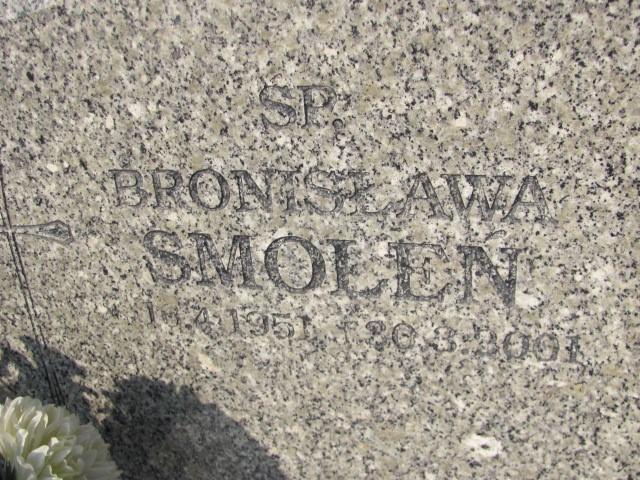 SP.
BRONISŁAWA
SMOLEŃ
1.4.1951 † 30.3.2001